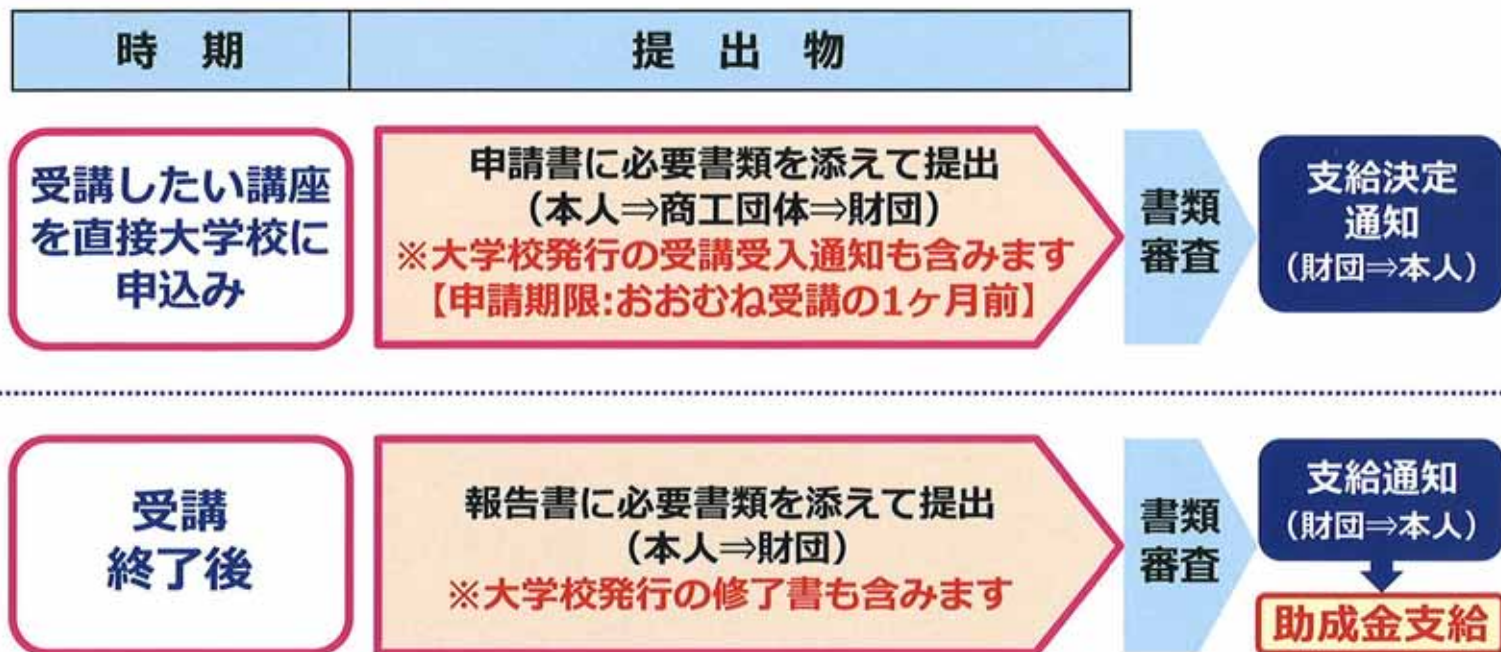 時 期
提 出 物
受講したい講座
を直接大学校に
申込み
申請書に必要書類を添えて提出
（本人⇒商工団体⇒財団）
※大学校発行の受講受入通知も含みます
【申請期限:おおむね受講の1ヶ月前】
書類
審査
支給決定
通知
（財団⇒本人）
受講
終了後
報告書に必要書類を添えて提出
（本人⇒財団）
※大学校発行の修了書も含みます
書類
審査
支給通知
（財団⇒本人）
助成金支給